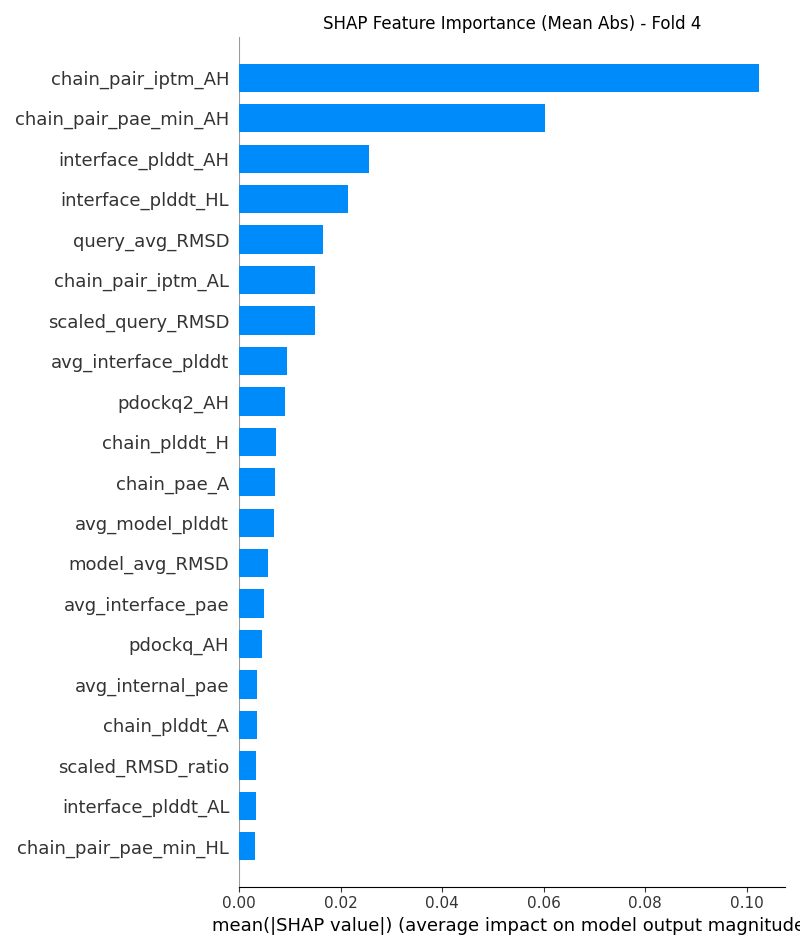 SHAP Feature Importance (Mean Abs) - Fold 4
chain_pair_iptm_AH
chain_pair_pae_min_AH
interface_plddt_AH
interface_plddt_HL
query_avg_RMSD
chain_pair_iptm_AL
scaled_query_RMSD
avg_interface_plddt
pdockq2_AH
chain_plddt_H
chain_pae_A
avg_model_plddt
model_avg_RMSD
avg_interface_pae
pdockq_AH
avg_internal_pae
chain_plddt_A
scaled_RMSD_ratio
interface_plddt_AL
chain_pair_pae_min_HL
0.00 0.02 0.04 0.06 0.08 0.10
mean(|SHAP value|) (average impact on model output magnitude